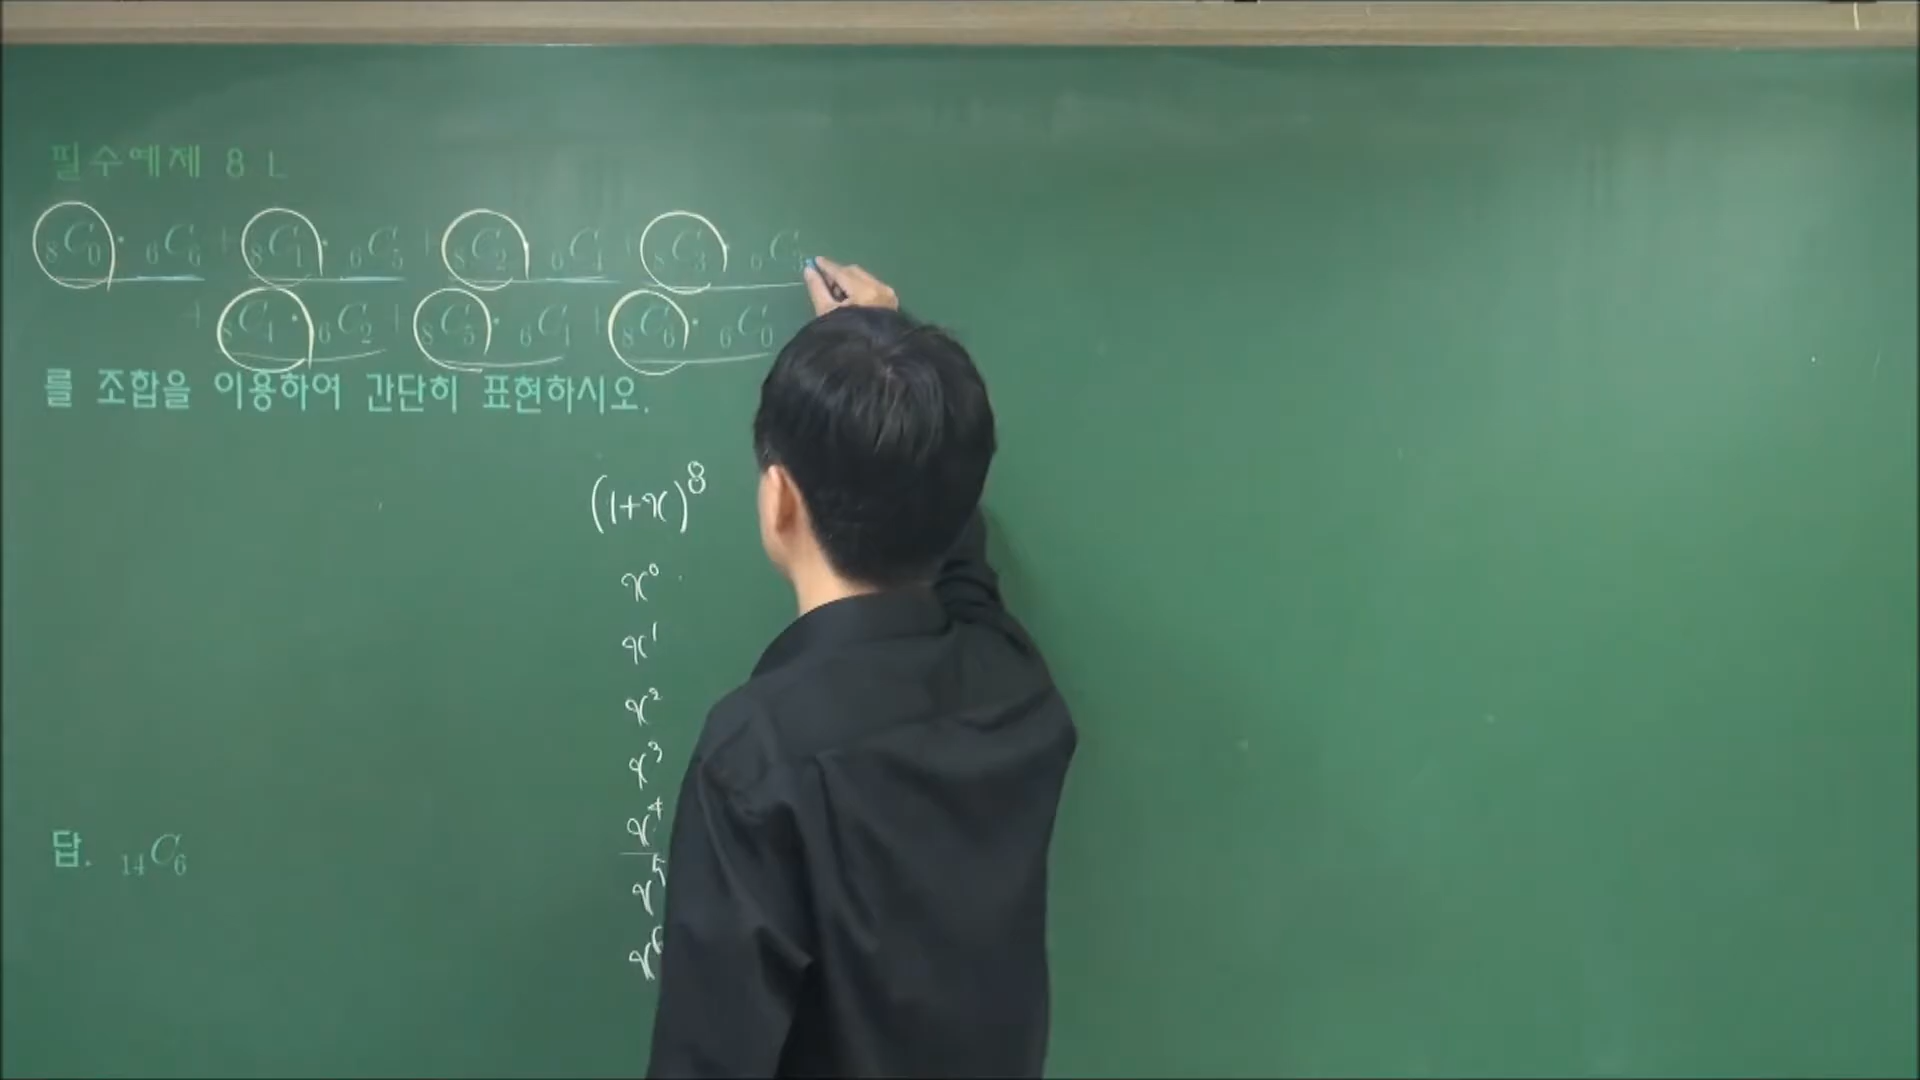 필수예제 8 L
₈C₀ · ₆C₆ + ₈C₁ · ₆C₅ + ₈C₂ · ₆C₄ + ₈C₃ · ₆C₃
+ ₈C₄ · ₆C₂ + ₈C₅ · ₆C₁ + ₈C₆ · ₆C₀
를 조합을 이용하여 간단히 표현하시오.
(1+x)⁸
x⁰
x¹
x²
x³
x⁴
x⁵
x⁶
답. ₁₄C₆